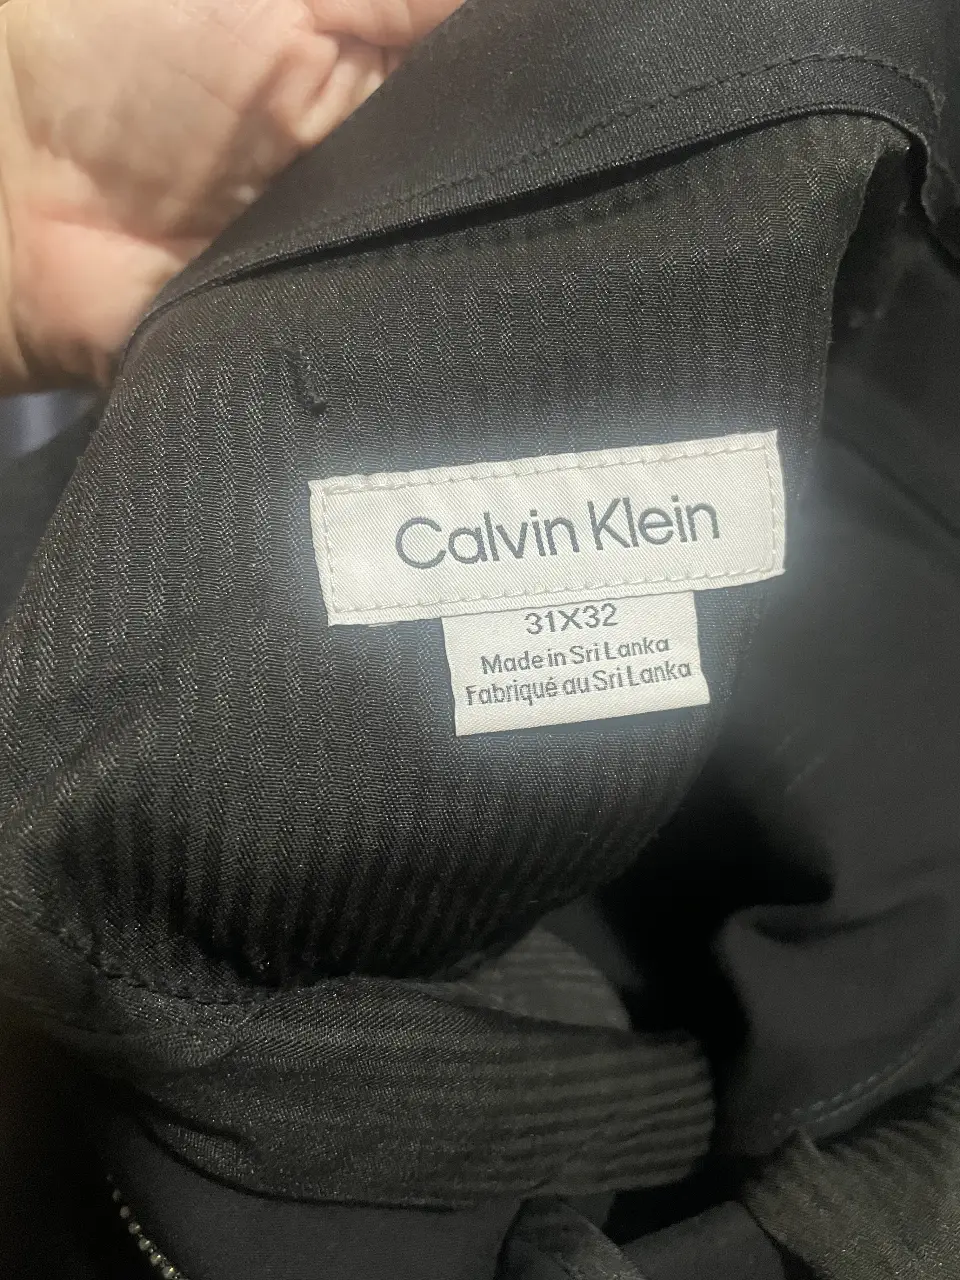 Calvin Klein
31X32
Made in Sri Lanka
Fabriqué au Sri Lanka